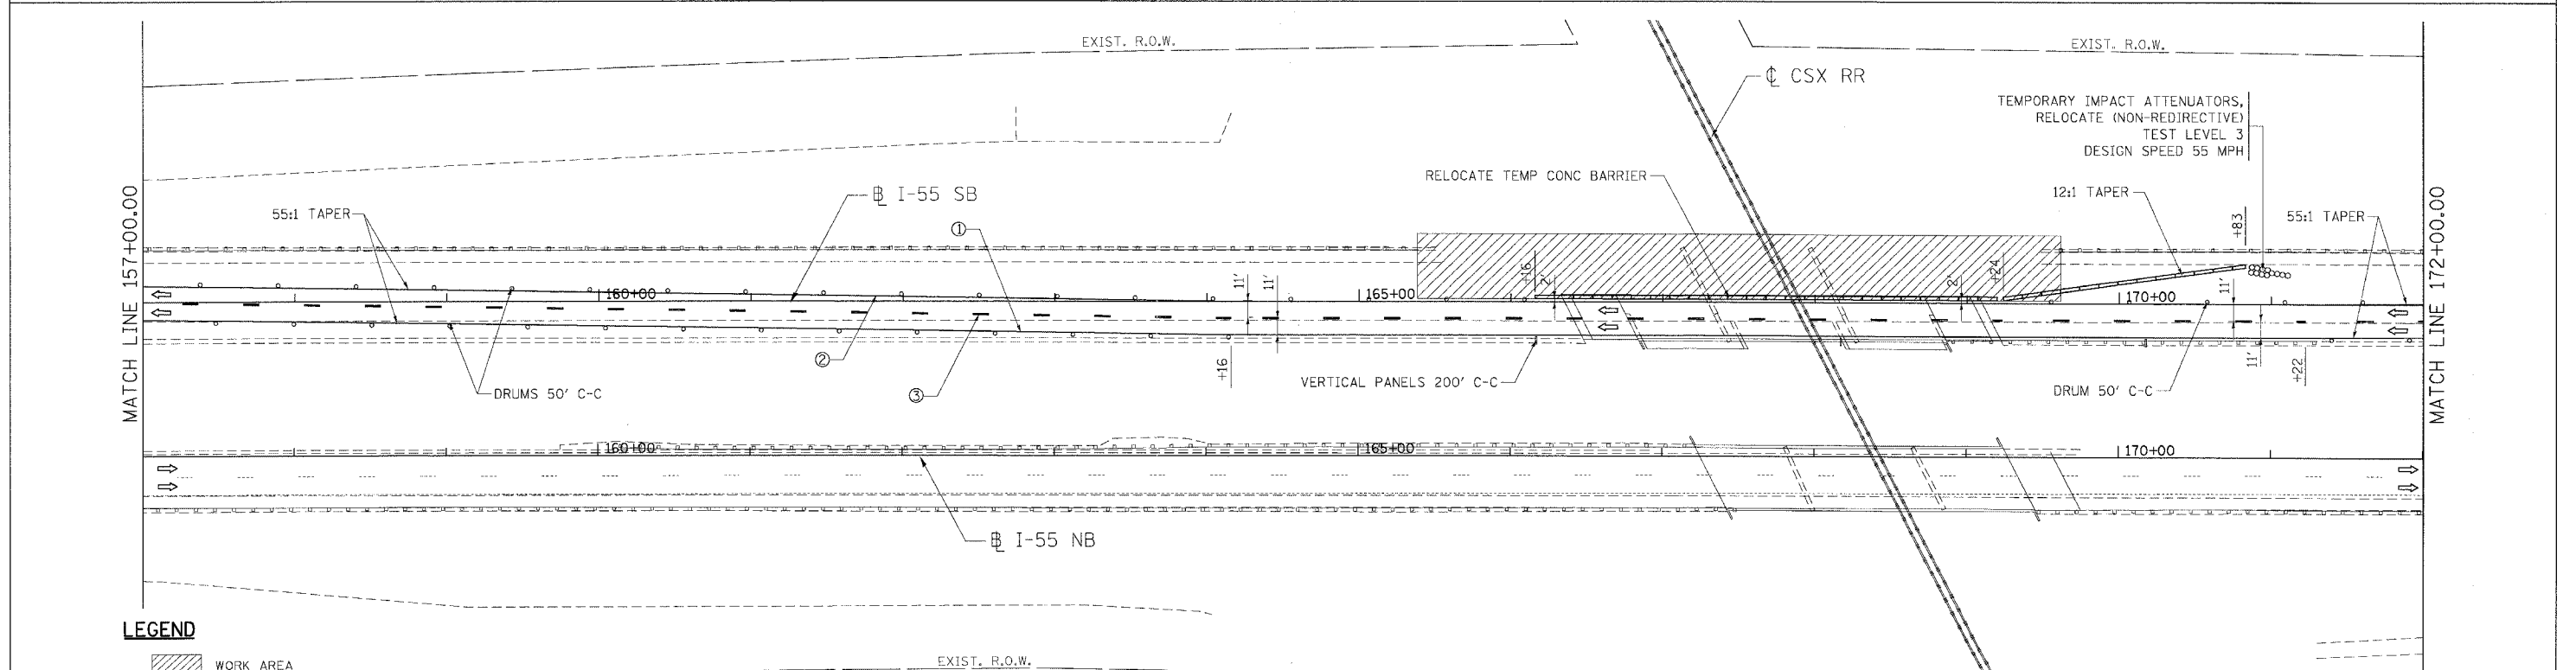 EXIST. R.O.W.
EXIST. R.O.W.
℄ CSX RR
TEMPORARY IMPACT ATTENUATORS,
RELOCATE (NON-REDIRECTIVE)
TEST LEVEL 3
DESIGN SPEED 55 MPH
RELOCATE TEMP CONC BARRIER
12:1 TAPER
55:1 TAPER
BL I-55 SB
①
+83
55:1 TAPER
MATCH LINE 157+00.00
MATCH LINE 172+00.00
11'
11'
+16
2'
2'
+24
11'
160+00
165+00
170+00
②
③
+16
11'
+22
DRUMS 50' C-C
VERTICAL PANELS 200' C-C
DRUM 50' C-C
160+00
165+00
170+00
BL I-55 NB
LEGEND
WORK AREA
EXIST. R.O.W.